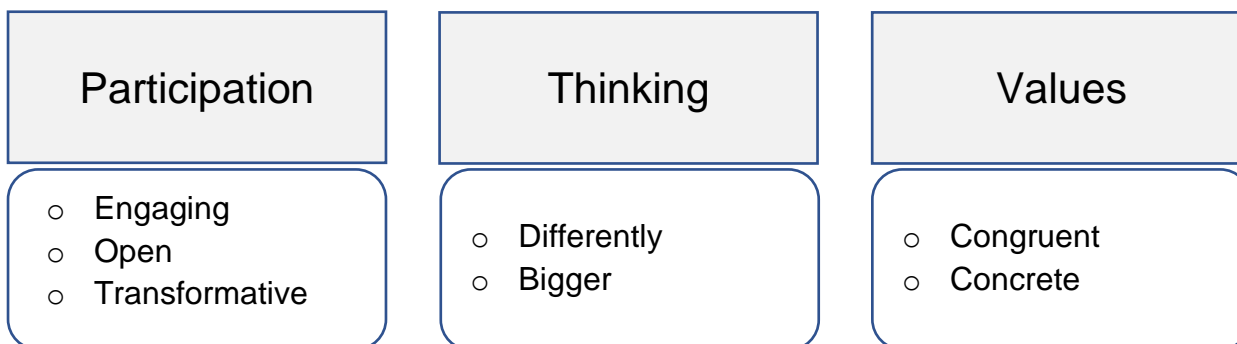 Participation
o Engaging
o Open
o Transformative
Thinking
o Differently
o Bigger
Values
o Congruent
o Concrete